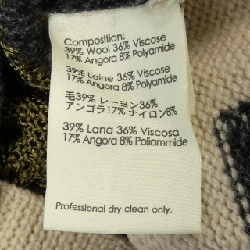 Composition:
39% Wool 36% Viscose
17% Angora 8% Polyamide
39% Laine 36% Viscose
17% Angora 8% Polyamide
毛39% レーヨン36%
アンゴラ17% ナイロン8%
39% Lana 36% Viscosa
17% Angora 8% Poliammide
Professional dry clean only.